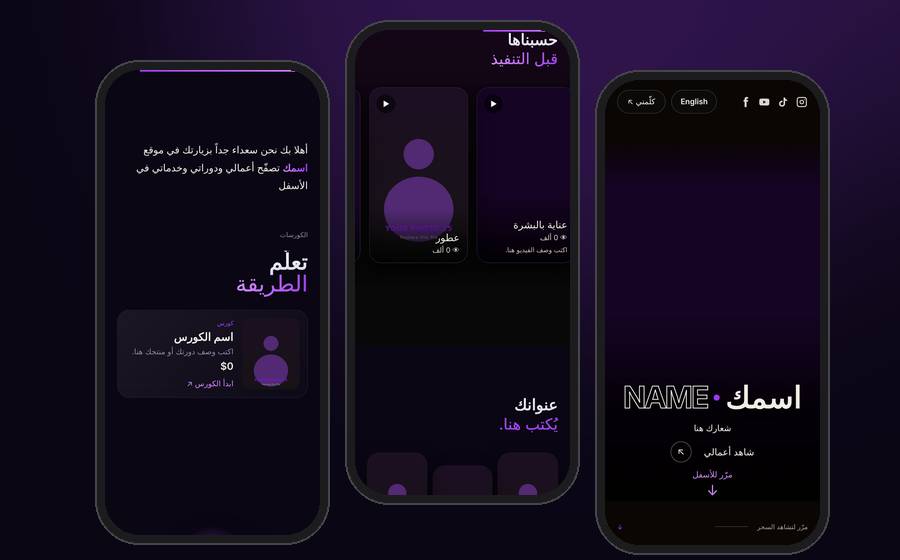 أهلا بك نحن سعداء جداً بزيارتك في موقع
اسمك تصفّح أعمالي ودوراتي وخدماتي في
الأسفل
الكورسات
تعلّم
الطريقة
كورس
اسم الكورس
اكتب وصف دورتك أو منتجك هنا.
$0
ابدأ الكورس ↗
حسبناها
قبل التنفيذ
عطور
0 ألف
عناية بالبشرة
0 ألف
اكتب وصف الفيديو هنا.
عنوانك
يُكتب هنا.
كلّمني ↖
English
اسمك • NAME
شعارك هنا
شاهد أعمالي
مرّر للأسفل
مرّر لتشاهد السحر